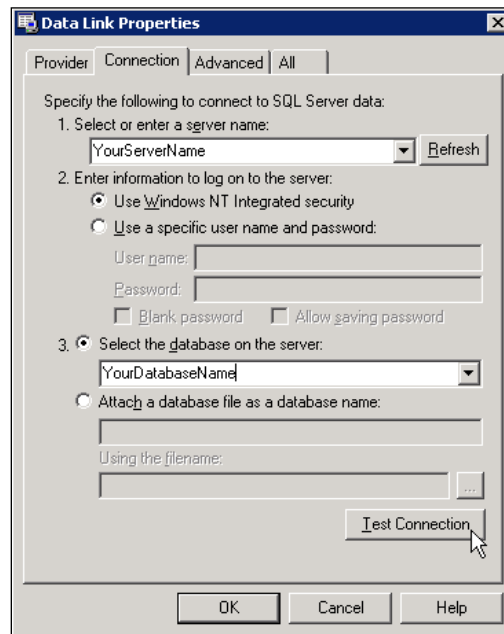 Data Link Properties
Provider Connection Advanced All
Specify the following to connect to SQL Server data:
1. Select or enter a server name:
YourServerName Refresh
2. Enter information to log on to the server:
Use Windows NT Integrated security
Use a specific user name and password:
User name:
Password:
Blank password Allow saving password
3. Select the database on the server:
YourDatabaseName
Attach a database file as a database name:
Using the filename:
...
Test Connection
OK Cancel Help